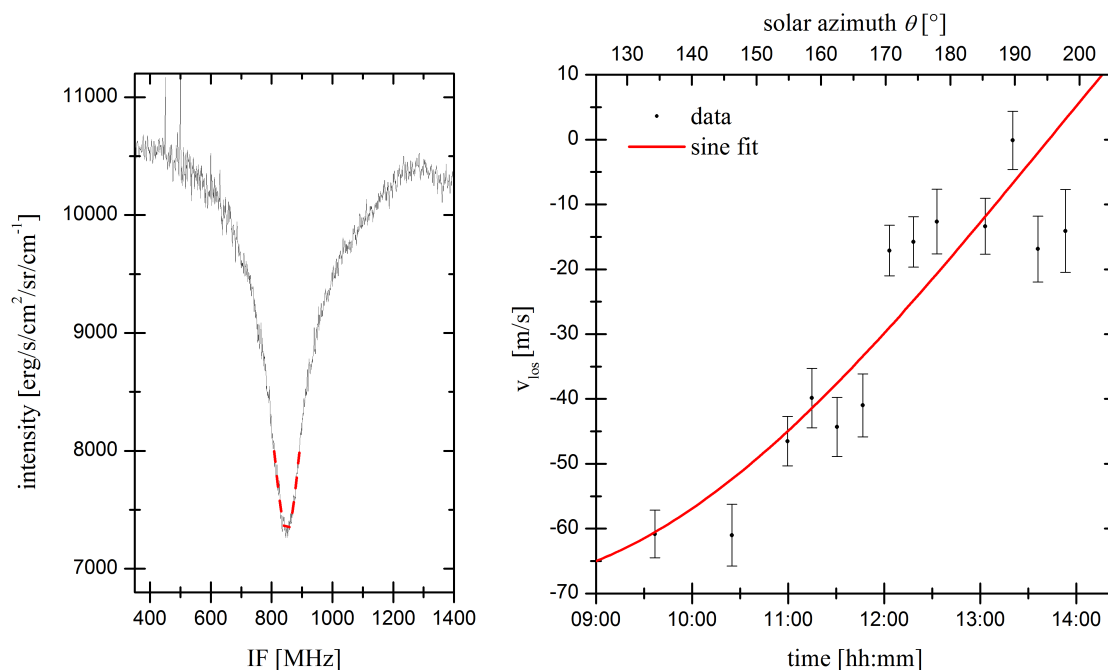 11000
10000
9000
8000
7000
intensity [erg/s/cm²/sr/cm⁻¹]
400 600 800 1000 1200 1400
IF [MHz]
solar azimuth θ [°]
130 140 150 160 170 180 190 200
10
0
-10
-20
-30
-40
-50
-60
-70
v_los [m/s]
data
sine fit
09:00 10:00 11:00 12:00 13:00 14:00
time [hh:mm]